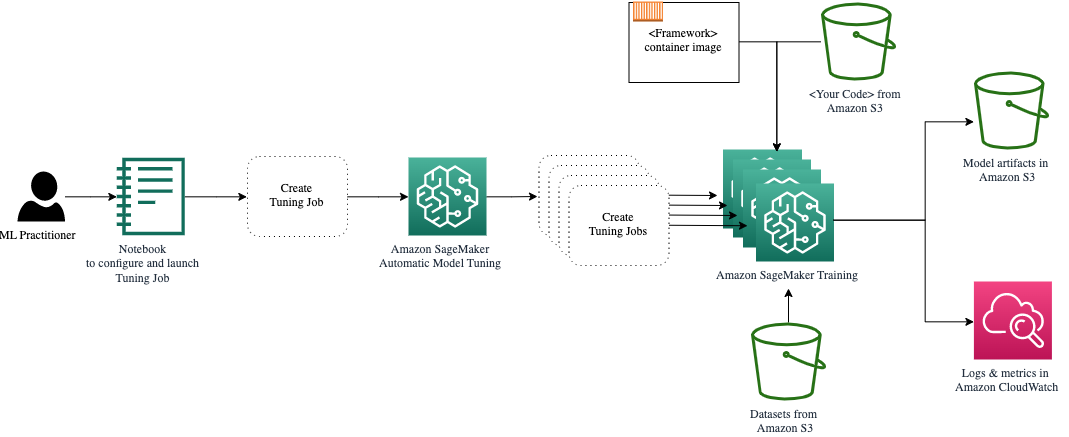 <Framework>
container image
<Your Code> from
Amazon S3
Model artifacts in
Amazon S3
ML Practitioner
Notebook
to configure and launch
Tuning Job
Create
Tuning Job
Amazon SageMaker
Automatic Model Tuning
Create
Tuning Jobs
Amazon SageMaker Training
Datasets from
Amazon S3
Logs & metrics in
Amazon CloudWatch